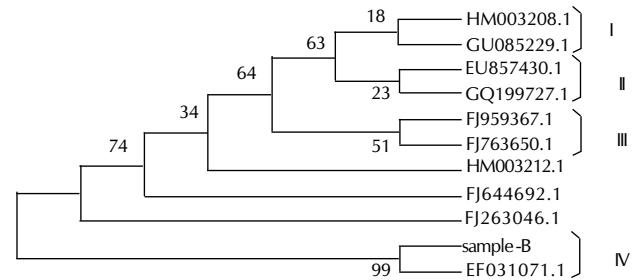 18 HM003208.1 Ⅰ
63 GU085229.1
EU857430.1 Ⅱ
64 23 GQ199727.1
34 FJ959367.1 Ⅲ
74 51 FJ763650.1
HM003212.1
FJ644692.1
FJ263046.1
sample-B Ⅳ
99 EF031071.1